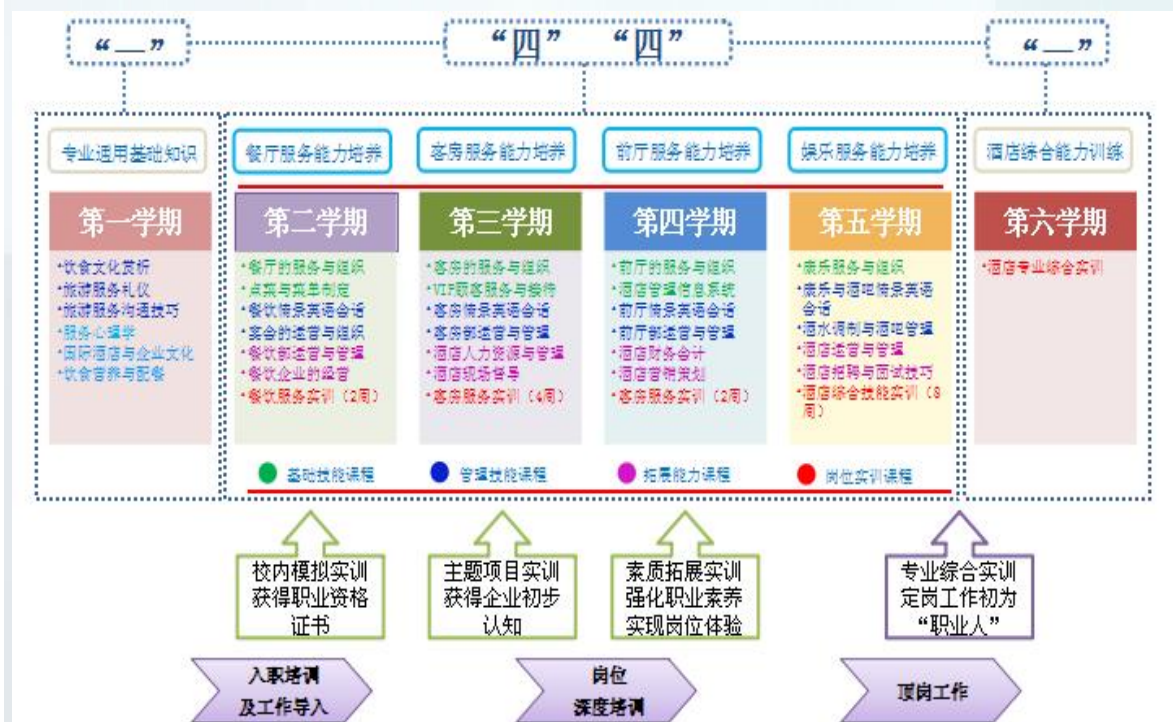 “一”
“四” “四”
“一”
专业通用基础知识
餐厅服务能力培养
客房服务能力培养
前厅服务能力培养
娱乐服务能力培养
酒店综合能力训练
第一学期
•饮食文化赏析
•旅游服务礼仪
•旅游服务沟通技巧
•服务心理学
•国际酒店与企业文化
•饮食营养与配餐
第二学期
•餐厅的服务与组织
•点菜与菜单制定
•餐饮情景英语会话
•宴会的运营与组织
•餐饮部运营与管理
•餐饮企业的经营
•餐饮服务实训（2周）
第三学期
•客房的服务与组织
•VIP顾客服务与接待
•客房情景英语会话
•客房部运营与管理
•酒店人力资源与管理
•酒店现场督导
•客房服务实训（4周）
第四学期
•前厅的服务与组织
•酒店管理信息系统
•前厅情景英语会话
•前厅部运营与管理
•酒店财务会计
•酒店营销策划
•客房服务实训（2周）
第五学期
•康乐服务与组织
•康乐与酒吧情景英语
会话
•酒水调制与酒吧管理
•酒店运营与管理
•酒店招聘与面试技巧
•酒店综合技能实训（8
周）
第六学期
•酒店专业综合实训
基础技能课程
管理技能课程
拓展能力课程
岗位实训课程
校内模拟实训
获得职业资格
证书
主题项目实训
获得企业初步
认知
素质拓展实训
强化职业素养
实现岗位体验
专业综合实训
定岗工作初为
“职业人”
入职培训
及工作导入
岗位
深度培训
顶岗工作